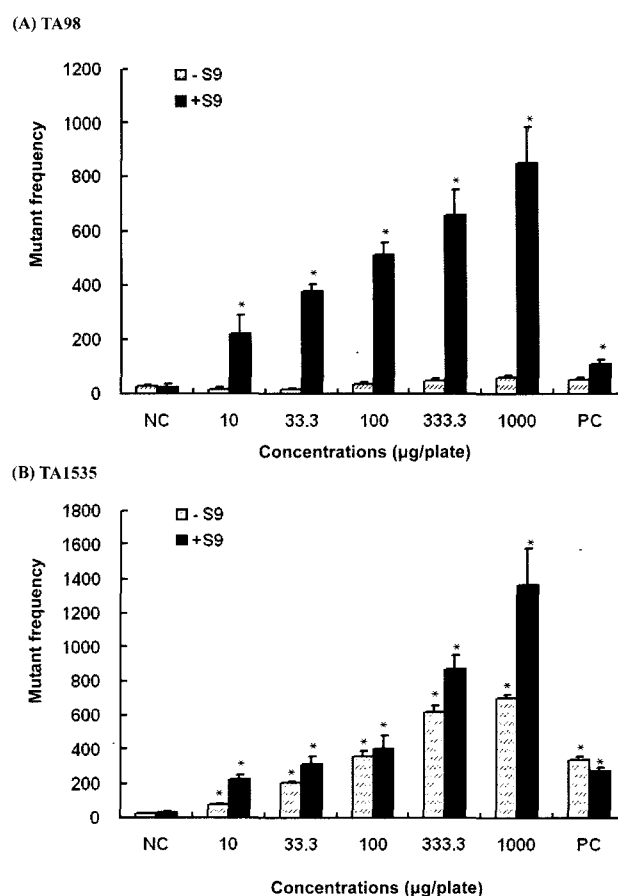 (A) TA98
1200
1000
800
600
400
200
0
Mutant frequency
- S9
+S9
*
*
*
*
*
*
NC 10 33.3 100 333.3 1000 PC
Concentrations (μg/plate)
(B) TA1535
1800
1600
1400
1200
1000
800
600
400
200
0
Mutant frequency
- S9
+S9
* * * * * * * * * * * *
NC 10 33.3 100 333.3 1000 PC
Concentrations (μg/plate)